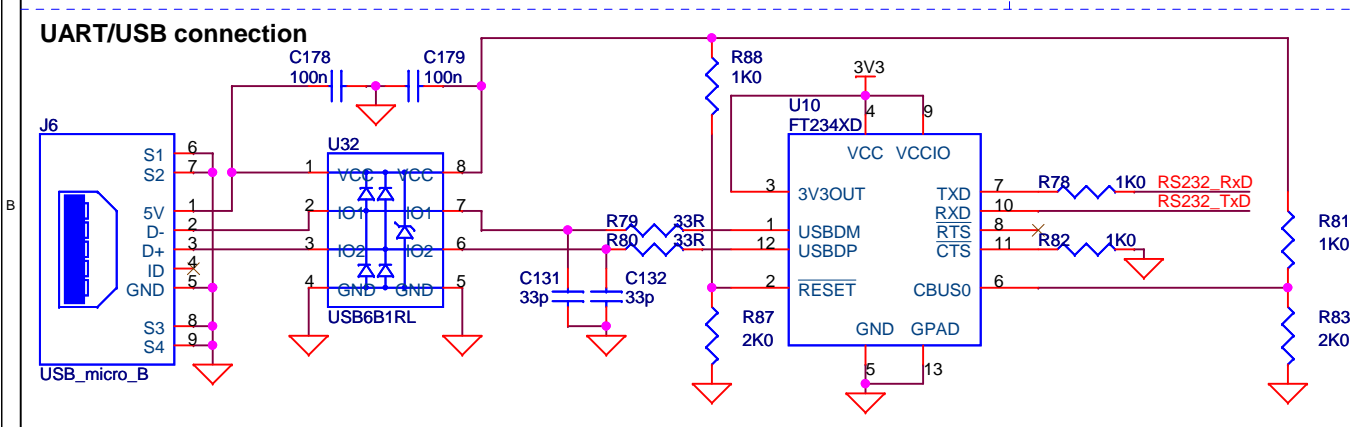 UART/USB connection
C178
100n
C179
100n
R88
1K0
3V3
U10
FT234XD
J6
U32
B
S1 6
S2 7
5V 1
D- 2
D+ 3
ID 4
GND 5
S3 8
S4 9
USB_micro_B
1 VCC VCC 8
2 IO1 IO1 7
3 IO2 IO2 6
4 GND GND 5
USB6B1RL
R79 33R
R80 33R
C131
33p
C132
33p
R87
2K0
4 9
VCC VCCIO
3 3V3OUT
1 USBDM
12 USBDP
2 RESET
TXD 7
RXD 10
RTS 8
CTS 11
CBUS0 6
GND GPAD
5 13
R78 1K0 RS232_RxD
RS232_TxD
R82 1K0
R81
1K0
R83
2K0